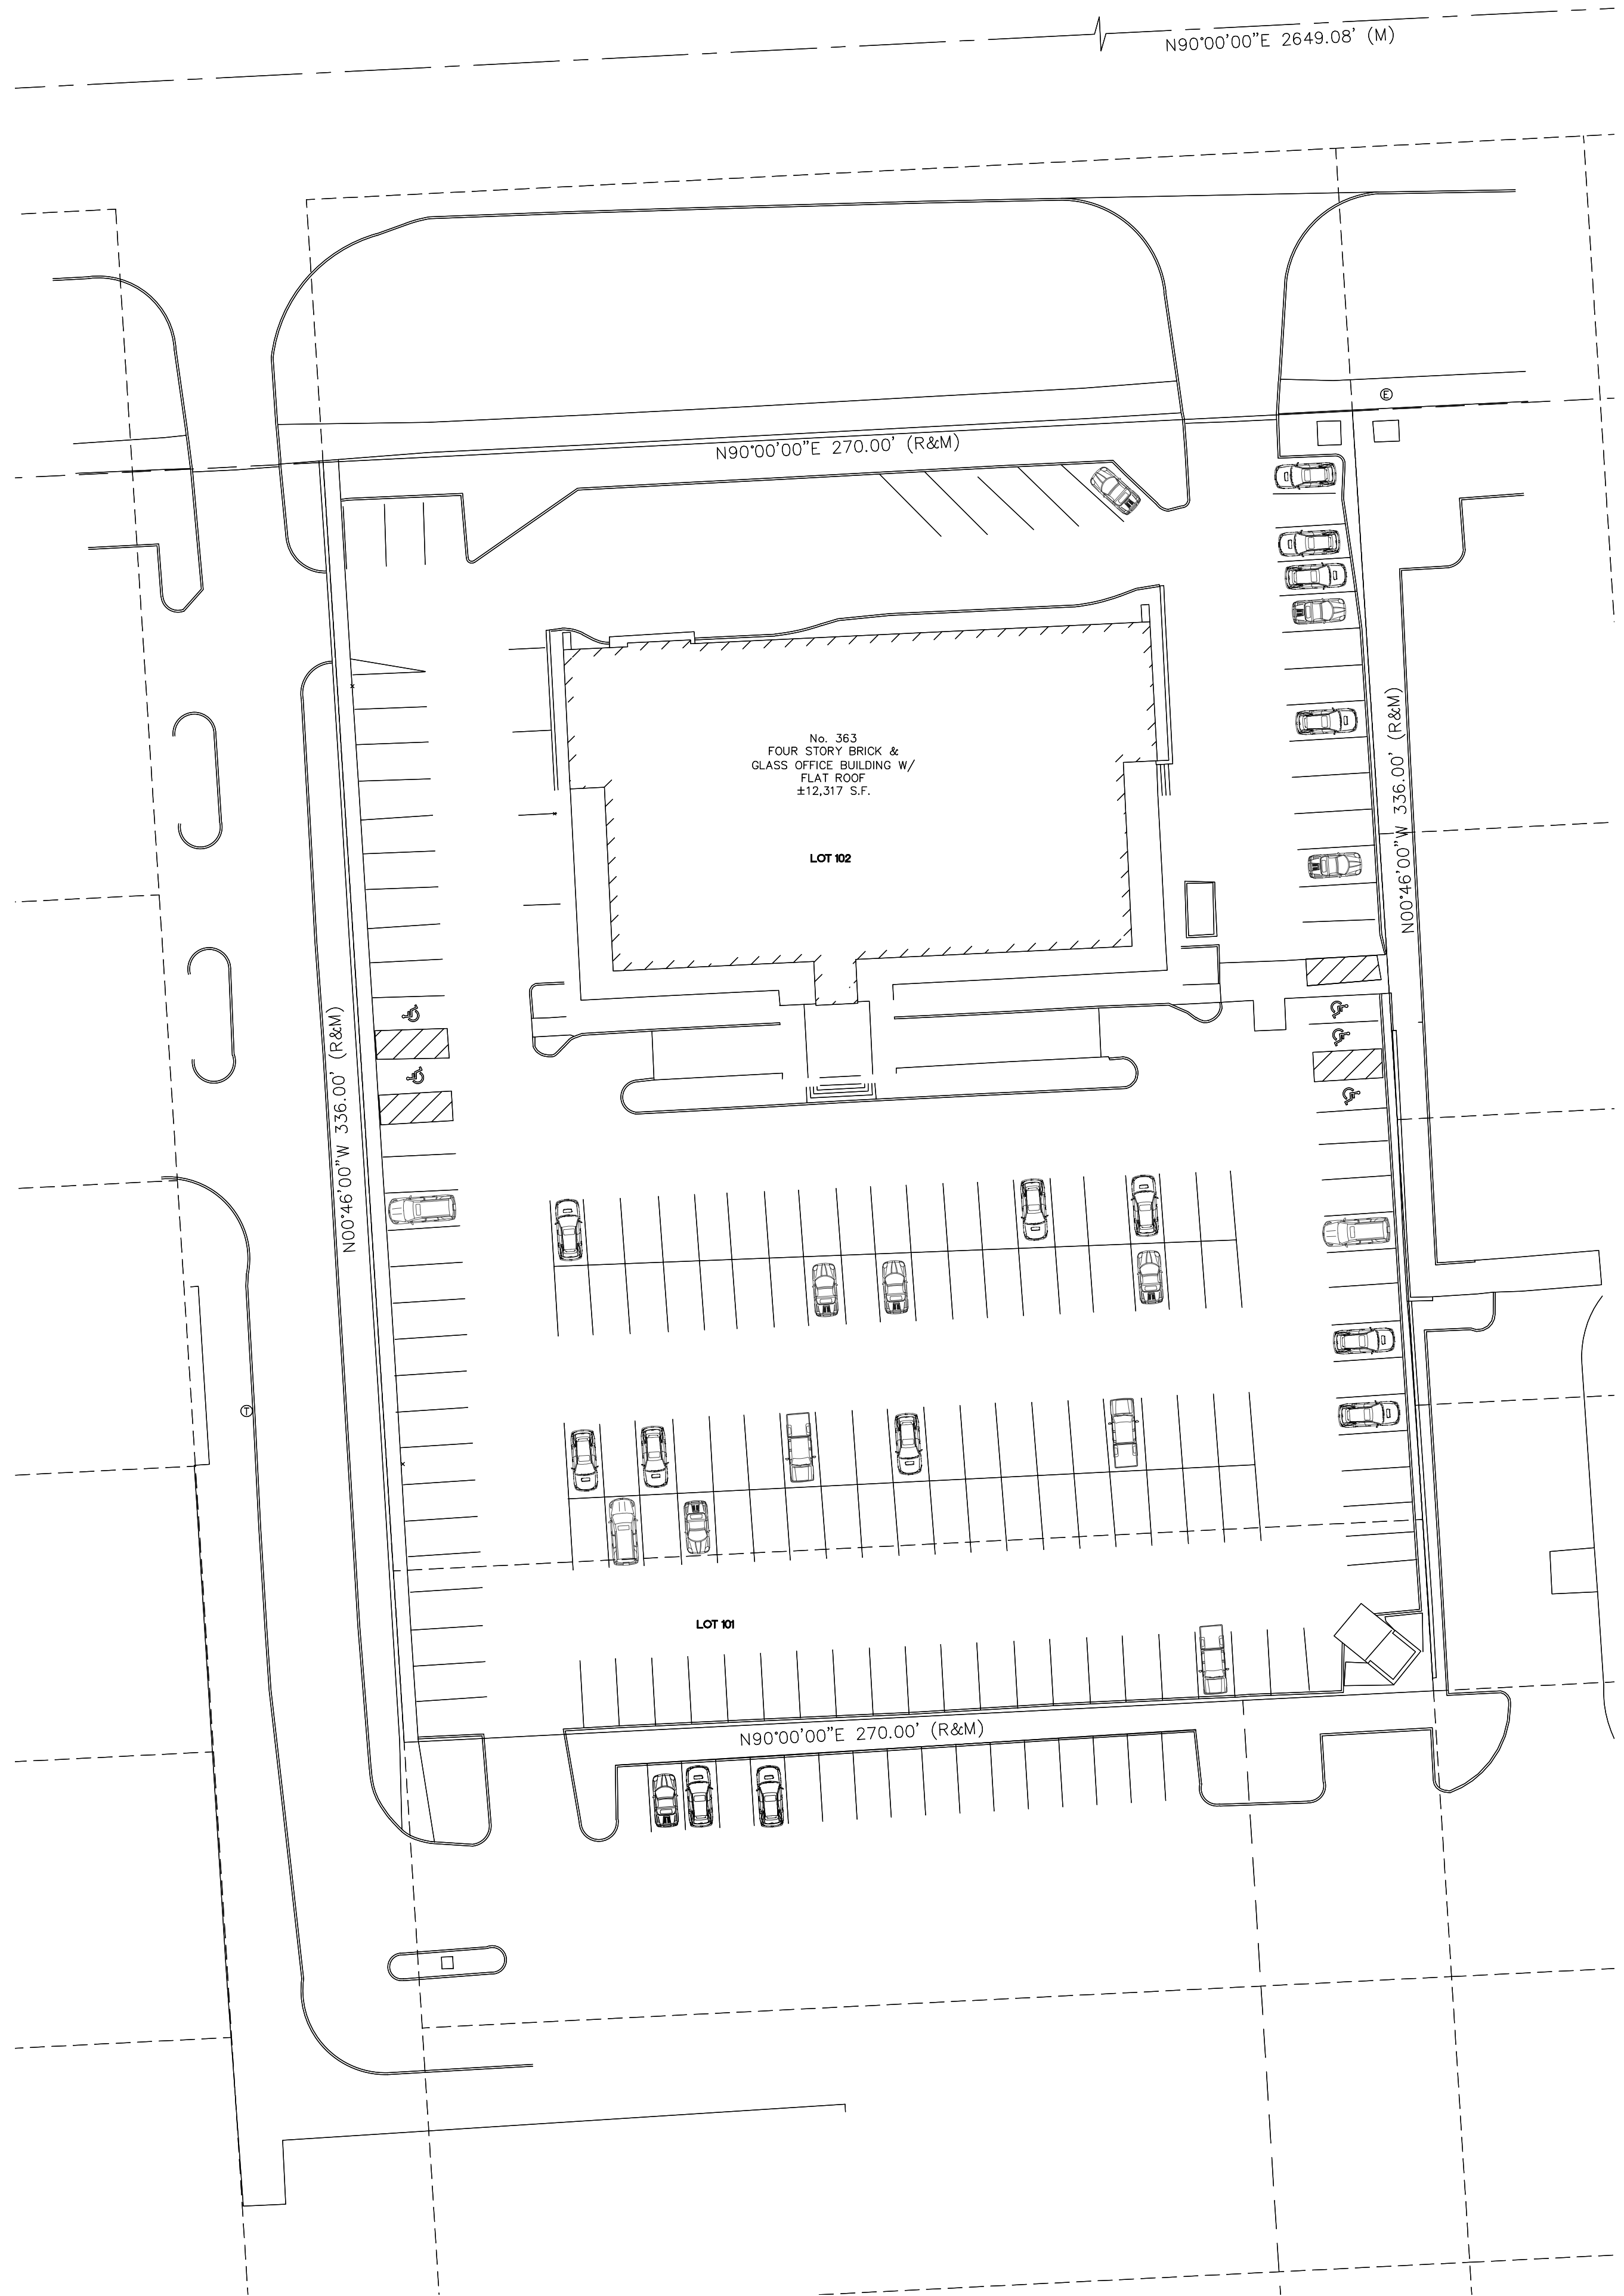 N90°00'00"E 2649.08' (M)
E
N90°00'00"E 270.00' (R&M)
No. 363
FOUR STORY BRICK &
GLASS OFFICE BUILDING W/
FLAT ROOF
±12,317 S.F.
LOT 102
N00°46'00"W 336.00' (R&M)
N00°46'00"W 336.00' (R&M)
T
LOT 101
N90°00'00"E 270.00' (R&M)